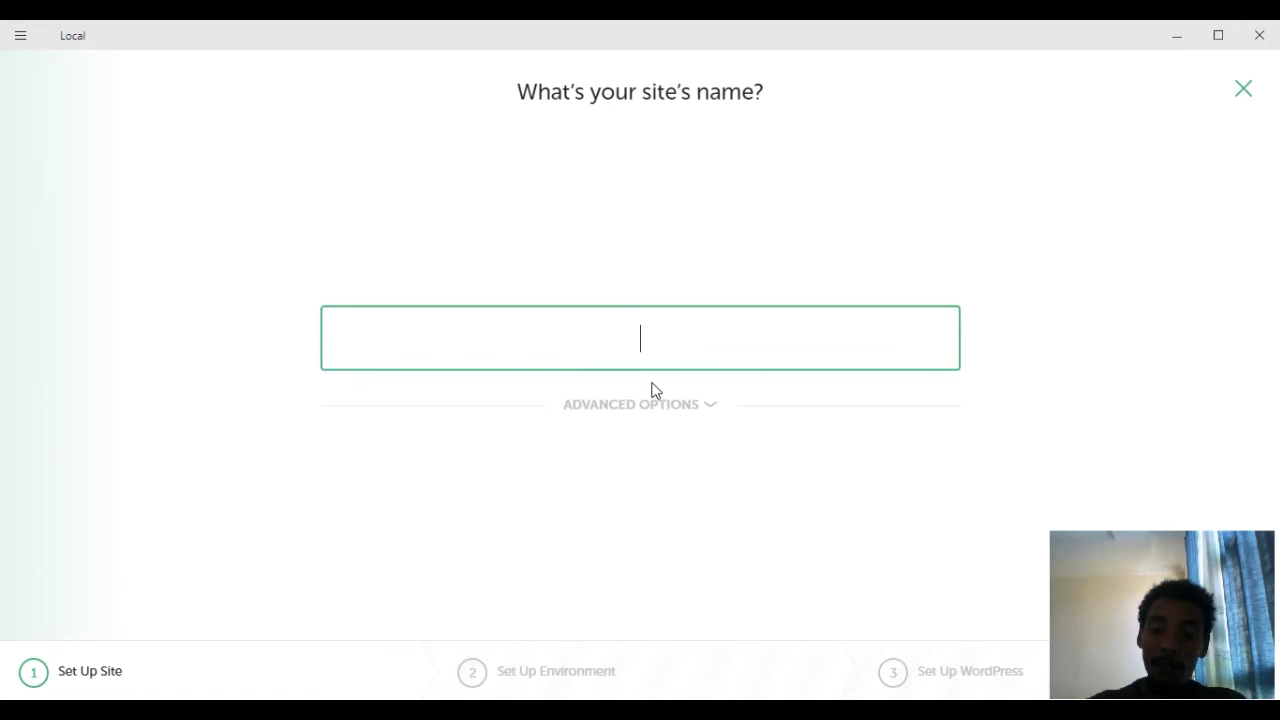 Local
What's your site's name?
ADVANCED OPTIONS
1 Set Up Site
2 Set Up Environment
3 Set Up WordPress